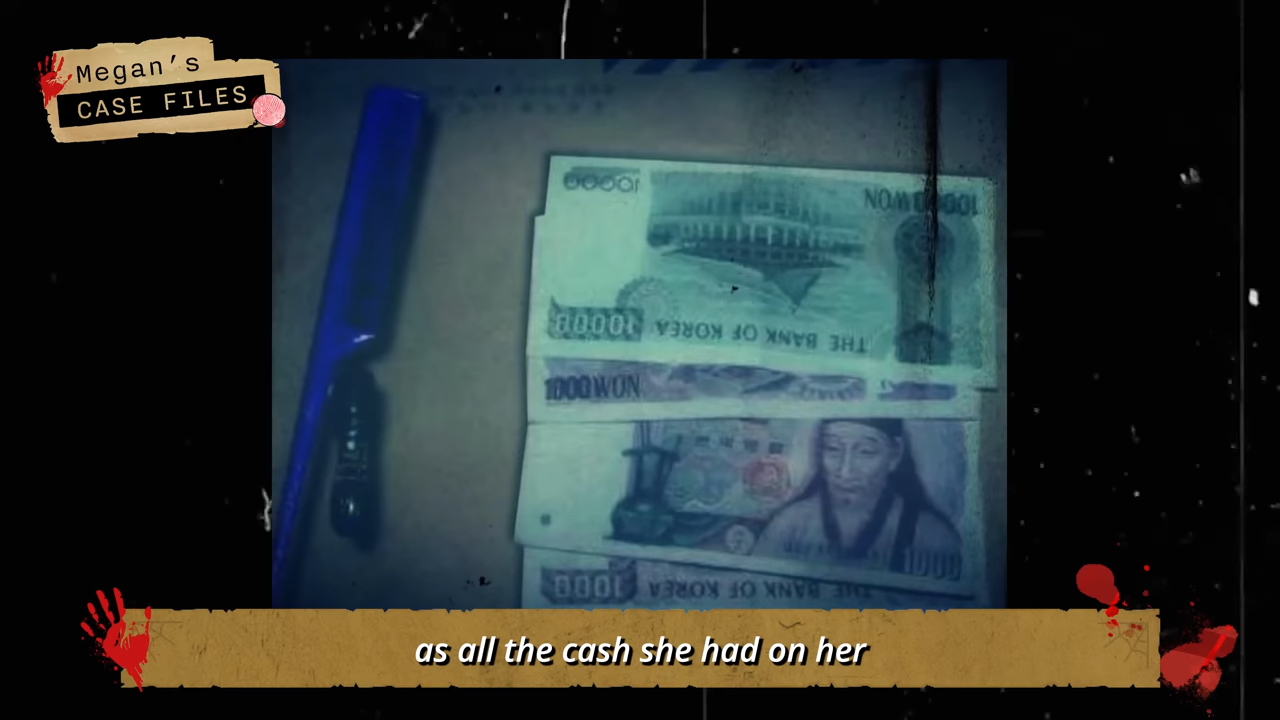 Megan's
CASE FILES
10000
10000 WON
10000
THE BANK OF KOREA
1000 WON
1000
1000
THE BANK OF KOREA
as all the cash she had on her